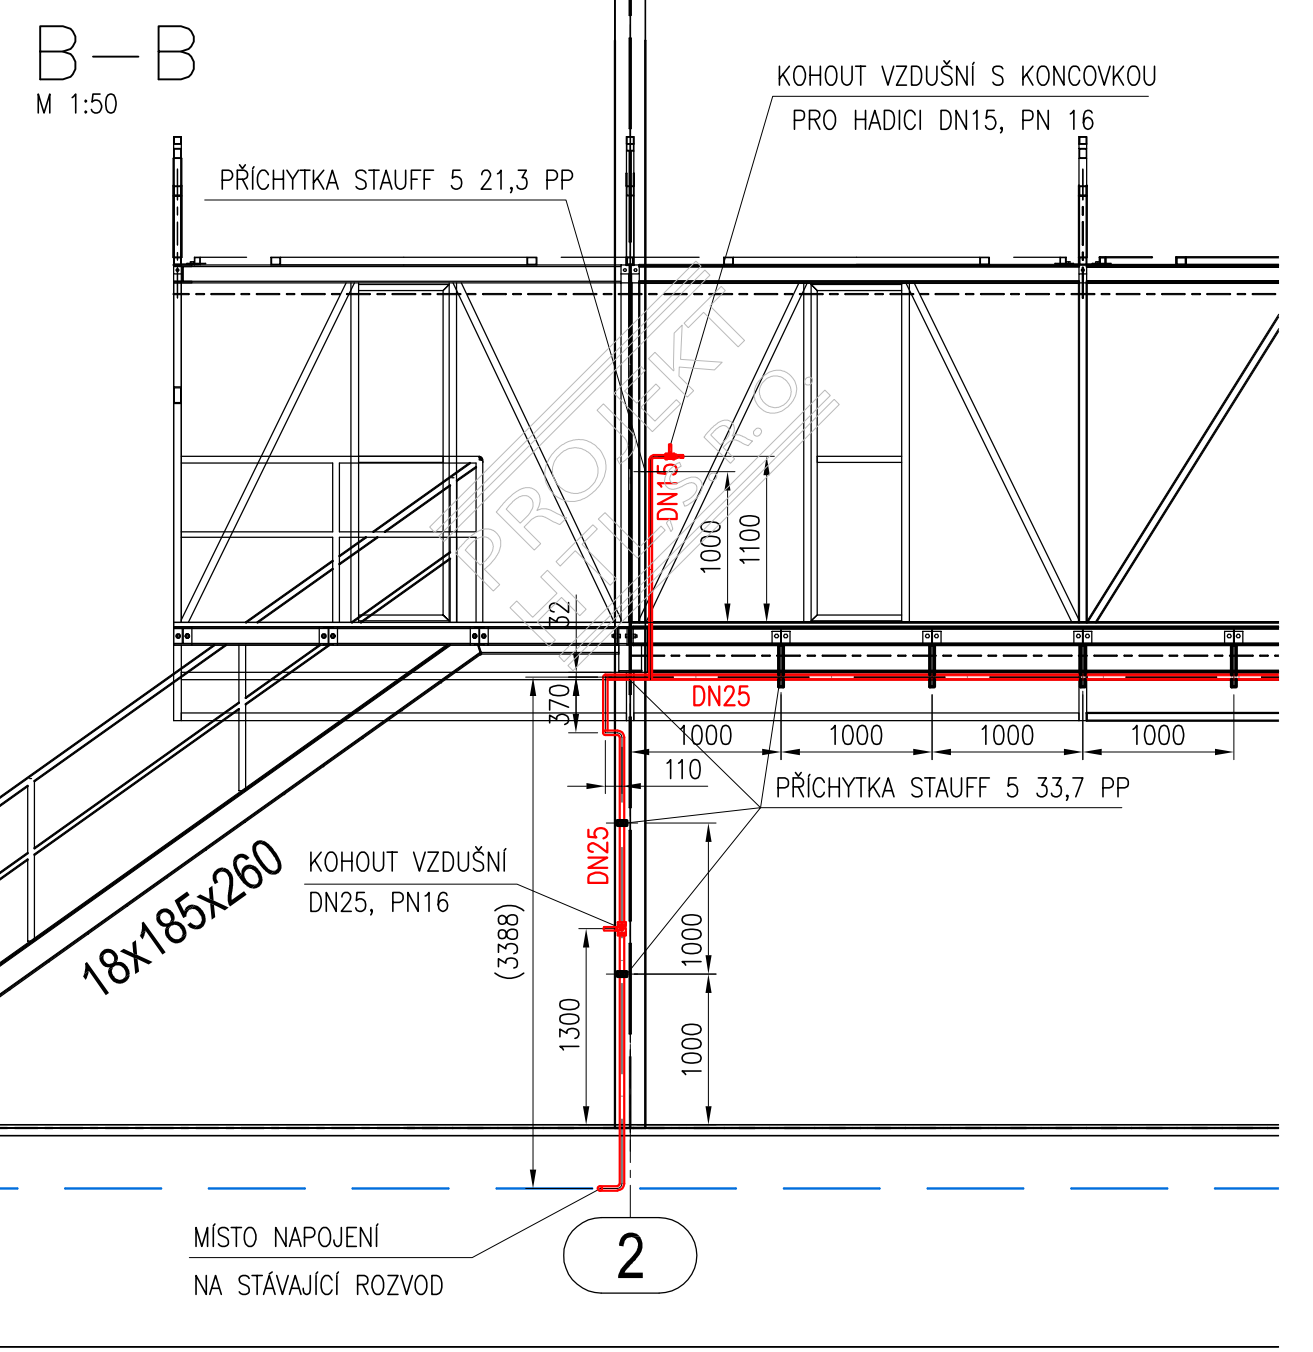 B–B
M 1:50
KOHOUT VZDUŠNÍ S KONCOVKOU
PRO HADICI DN15, PN 16
PŘÍCHYTKA STAUFF 5 21,3 PP
PROJEKT
HTL, S.R.O.
DN15
1000
1100
32
370
DN25
1000
1000
1000
1000
110
PŘÍCHYTKA STAUFF 5 33,7 PP
DN25
KOHOUT VZDUŠNÍ
DN25, PN16
18x185x260
(3388)
1000
1300
1000
MÍSTO NAPOJENÍ
NA STÁVAJÍCÍ ROZVOD
2